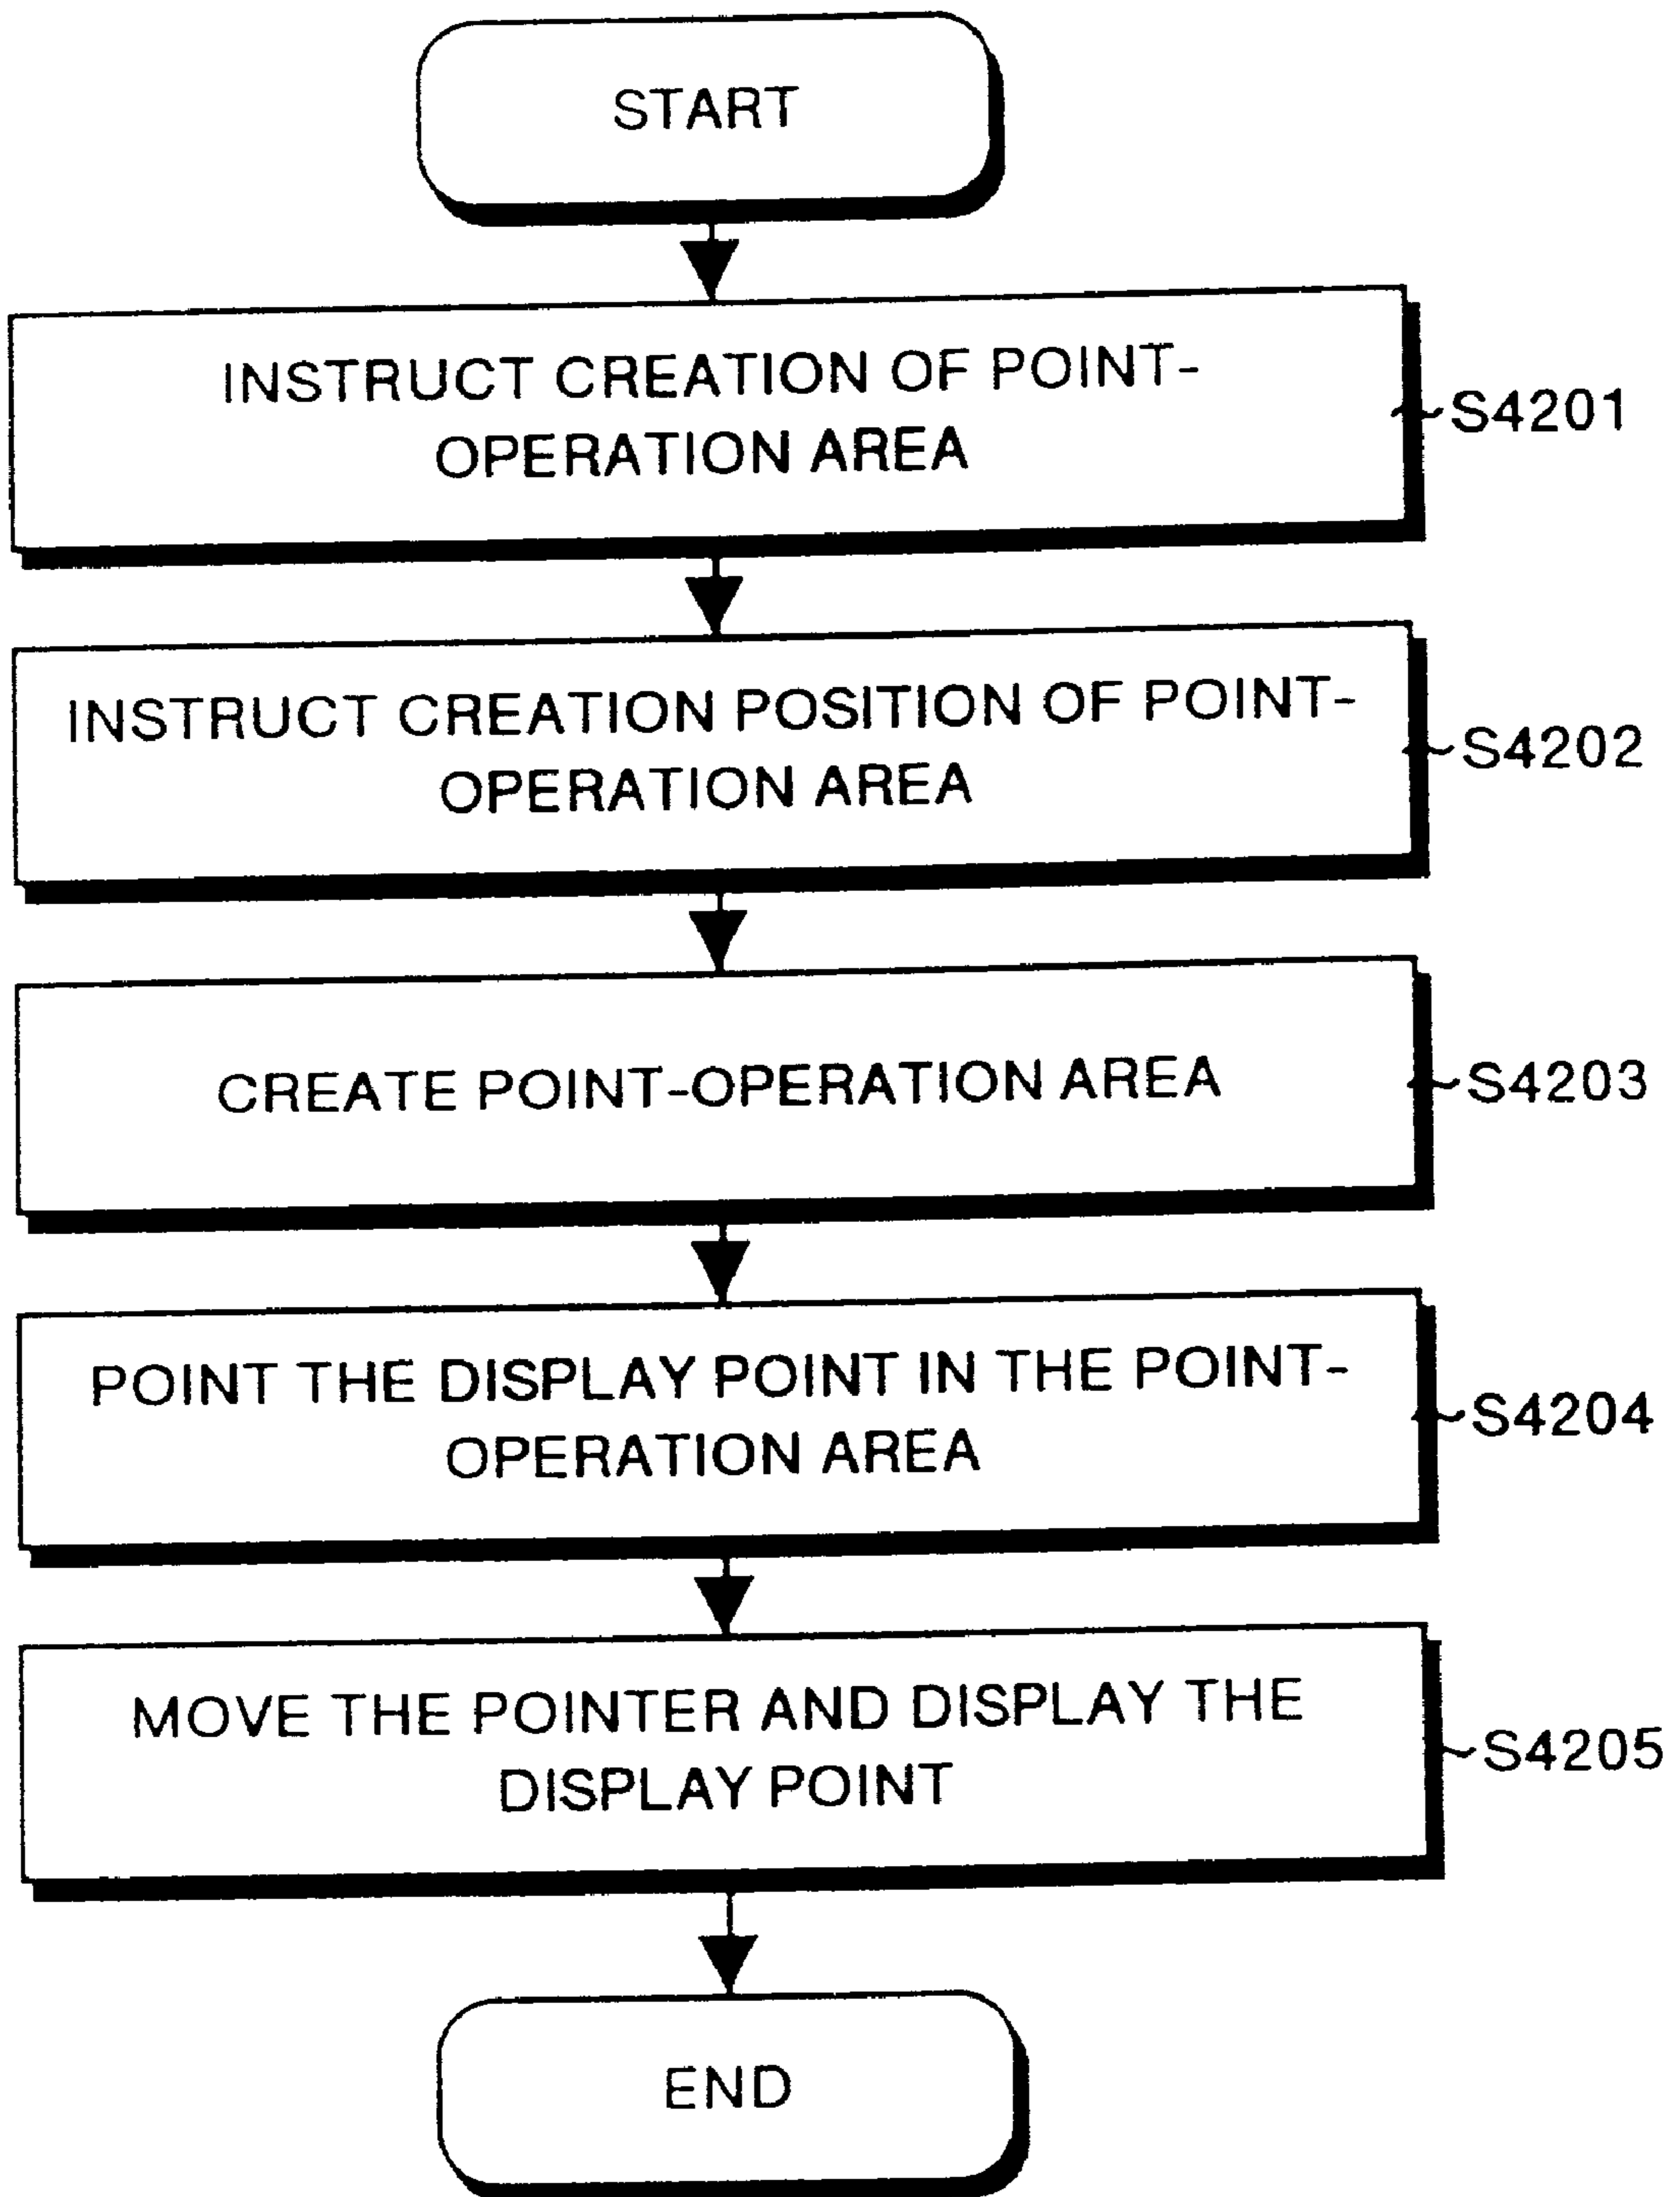 START
INSTRUCT CREATION OF POINT-
OPERATION AREA
S4201
INSTRUCT CREATION POSITION OF POINT-
OPERATION AREA
S4202
CREATE POINT-OPERATION AREA
S4203
POINT THE DISPLAY POINT IN THE POINT-
OPERATION AREA
S4204
MOVE THE POINTER AND DISPLAY THE
DISPLAY POINT
S4205
END